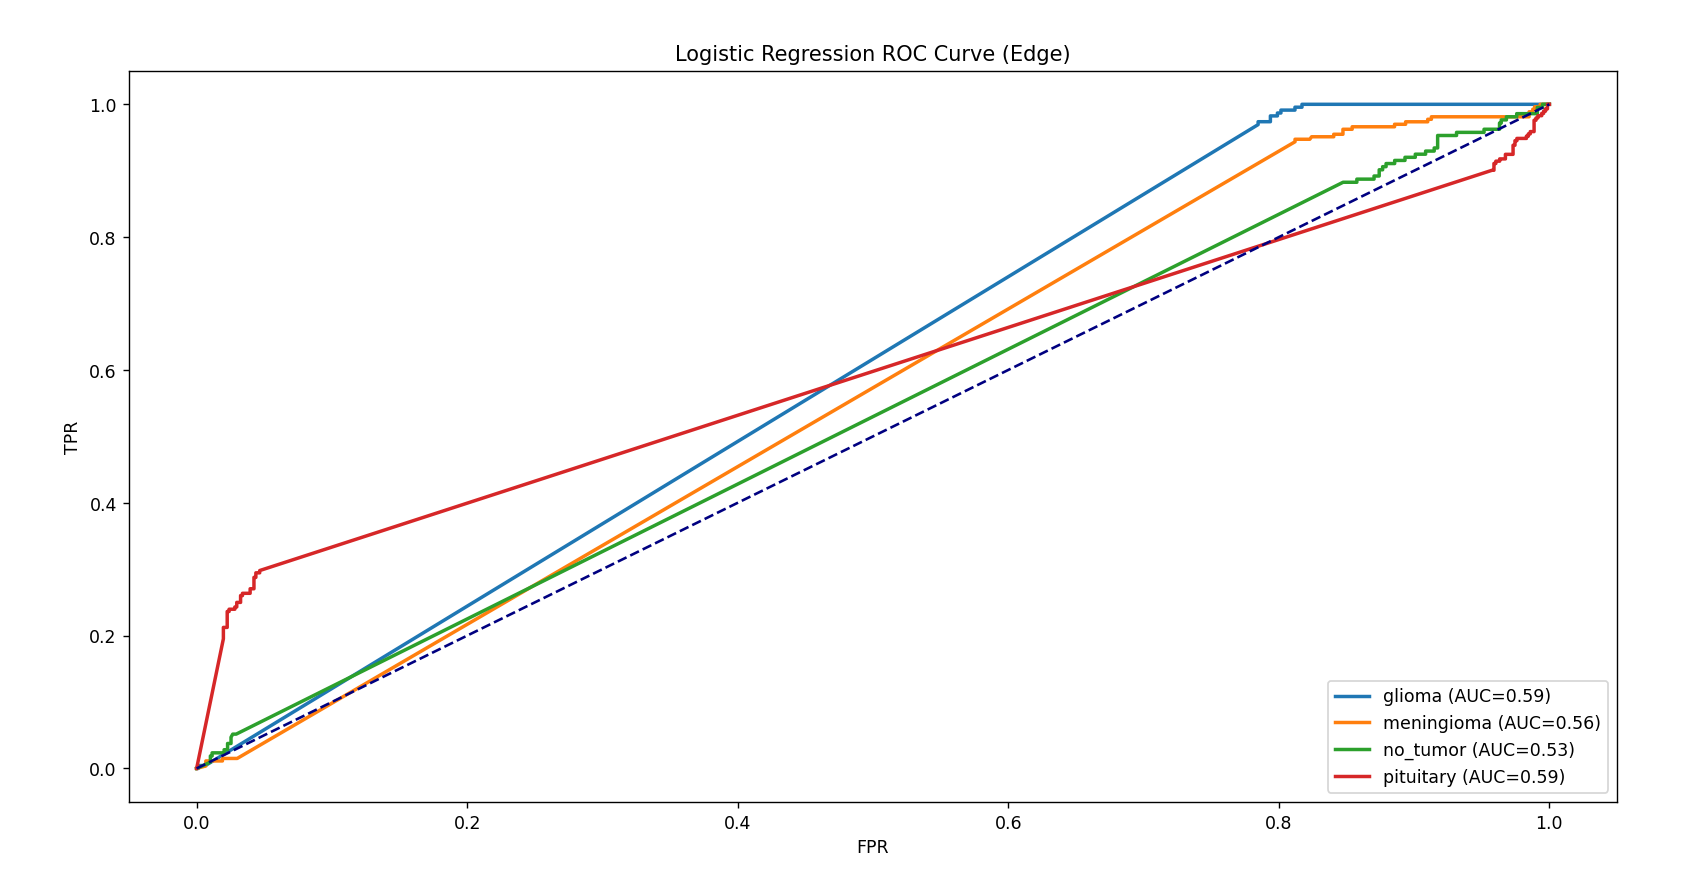 Logistic Regression ROC Curve (Edge)
1.0
0.8
0.6
0.4
0.2
0.0
TPR
0.0 0.2 0.4 0.6 0.8 1.0
FPR
glioma (AUC=0.59)
meningioma (AUC=0.56)
no_tumor (AUC=0.53)
pituitary (AUC=0.59)